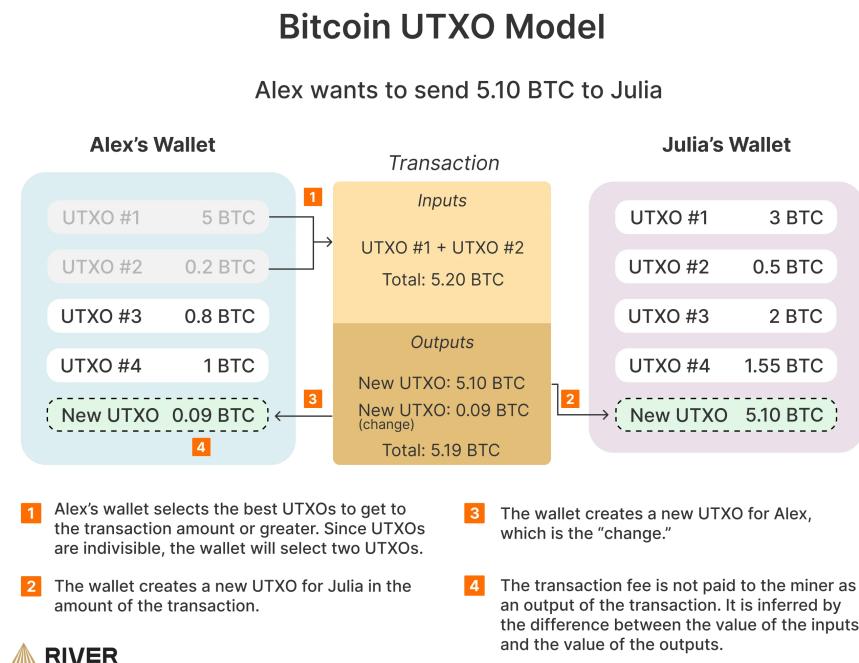 Bitcoin UTXO Model
Alex wants to send 5.10 BTC to Julia
Alex's Wallet
UTXO #1 5 BTC
UTXO #2 0.2 BTC
UTXO #3 0.8 BTC
UTXO #4 1 BTC
New UTXO 0.09 BTC
4
1
3
Transaction
Inputs
UTXO #1 + UTXO #2
Total: 5.20 BTC
Outputs
New UTXO: 5.10 BTC
New UTXO: 0.09 BTC
(change)
Total: 5.19 BTC
2
Julia's Wallet
UTXO #1 3 BTC
UTXO #2 0.5 BTC
UTXO #3 2 BTC
UTXO #4 1.55 BTC
New UTXO 5.10 BTC
1 Alex's wallet selects the best UTXOs to get to
the transaction amount or greater. Since UTXOs
are indivisible, the wallet will select two UTXOs.
2 The wallet creates a new UTXO for Julia in the
amount of the transaction.
3 The wallet creates a new UTXO for Alex,
which is the “change.”
4 The transaction fee is not paid to the miner as
an output of the transaction. It is inferred by
the difference between the value of the inputs
and the value of the outputs.
RIVER